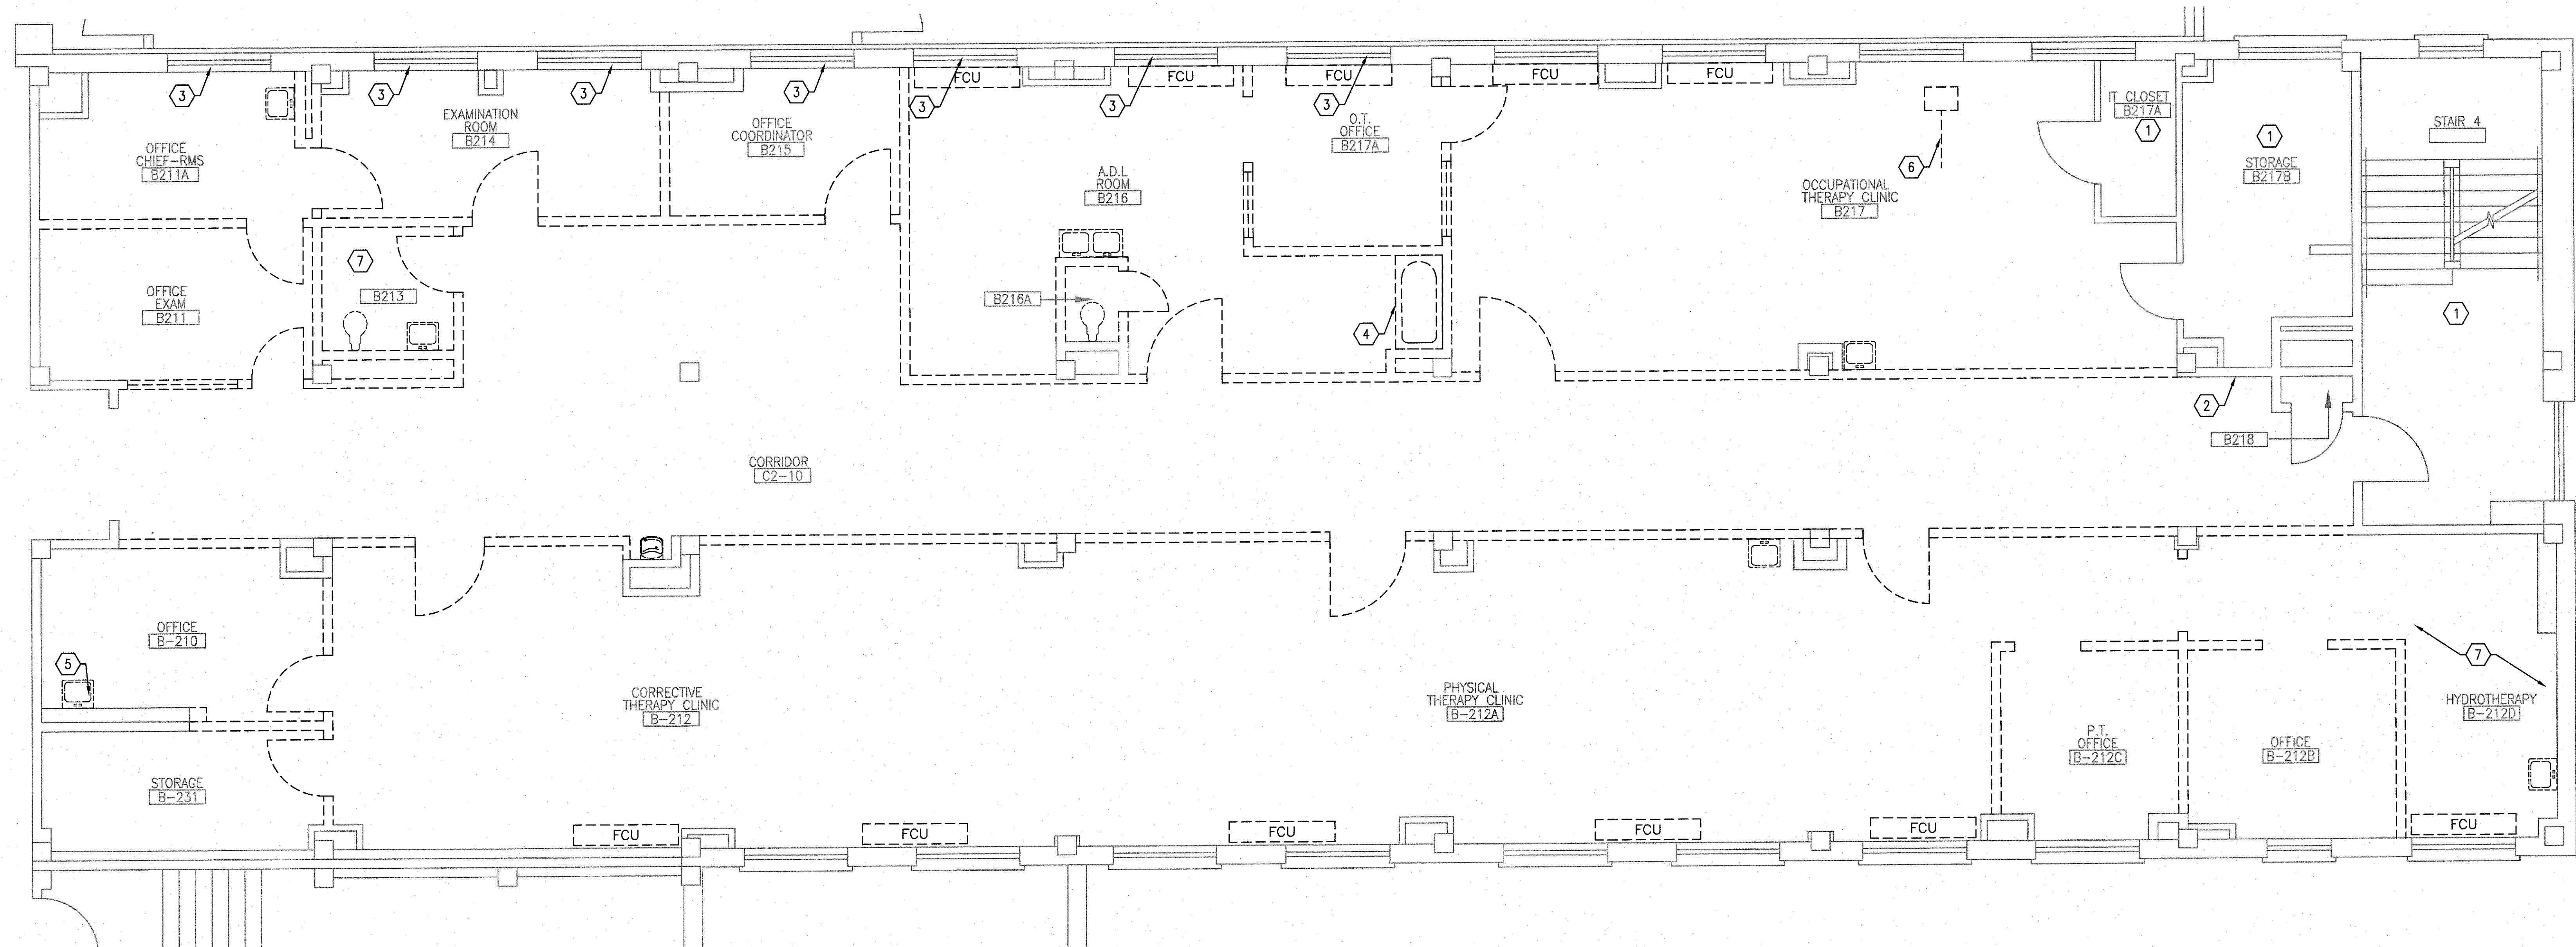 3
3
3
3
3
3
3
FCU
FCU
FCU
FCU
FCU
OFFICE
CHIEF-RMS
B211A
EXAMINATION
ROOM
B214
OFFICE
COORDINATOR
B215
A.D.L
ROOM
B216
O.T.
OFFICE
B217A
6
OCCUPATIONAL
THERAPY CLINIC
B217
IT CLOSET
B217A
1
1
STORAGE
B217B
STAIR 4
OFFICE
EXAM
B211
7
B213
B216A
4
1
2
B218
CORRIDOR
C2-10
OFFICE
B-210
5
STORAGE
B-231
CORRECTIVE
THERAPY CLINIC
B-212
PHYSICAL
THERAPY CLINIC
B-212A
P.T.
OFFICE
B-212C
OFFICE
B-212B
7
HYDROTHERAPY
B-212D
FCU
FCU
FCU
FCU
FCU
FCU